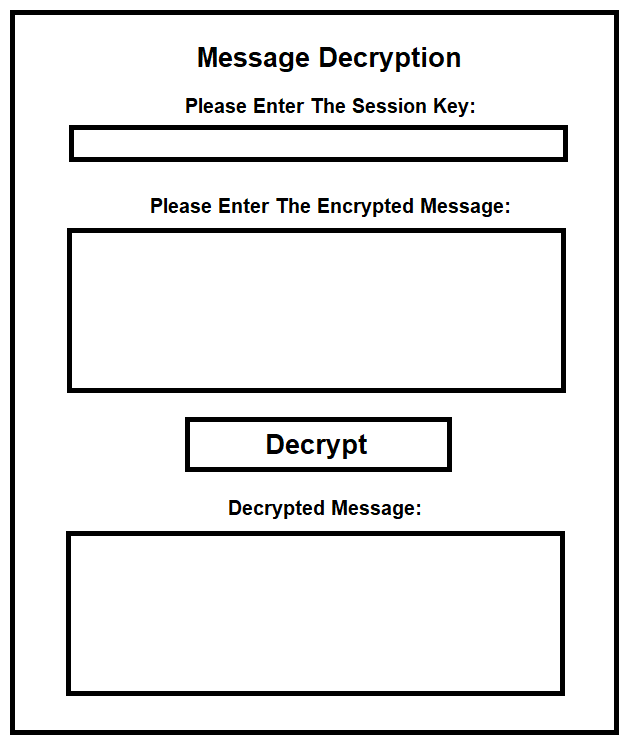 Message Decryption
Please Enter The Session Key:
Please Enter The Encrypted Message:
Decrypt
Decrypted Message: